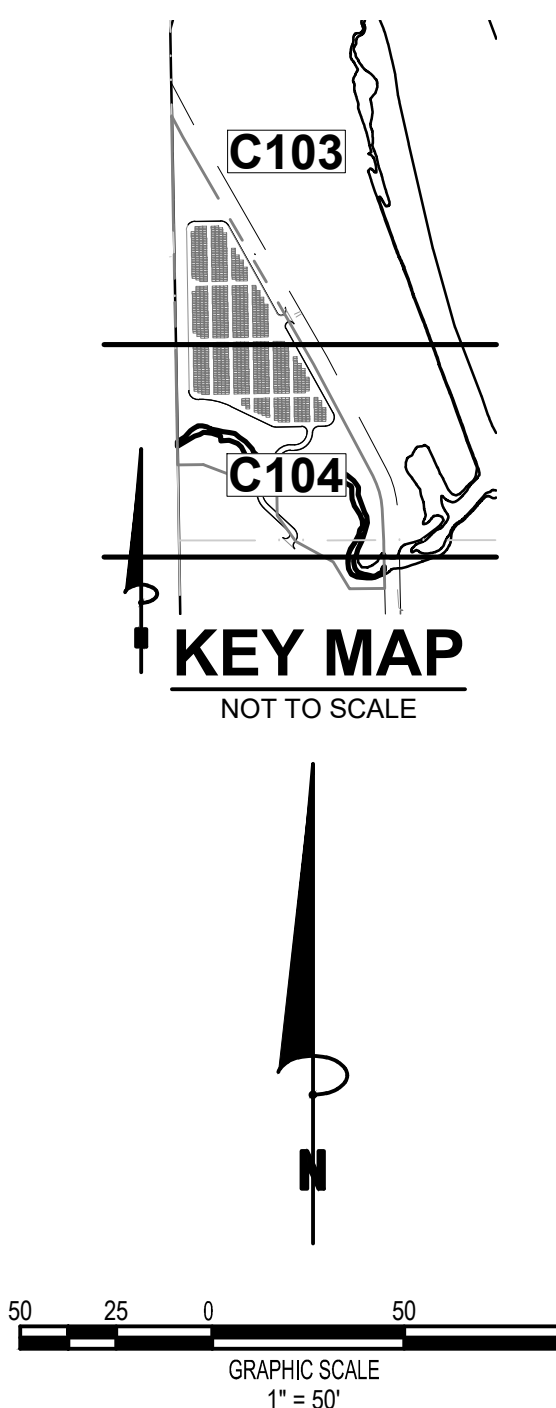 C103
C104
N
KEY MAP
NOT TO SCALE
N
50 25 0 50
GRAPHIC SCALE
1" = 50'